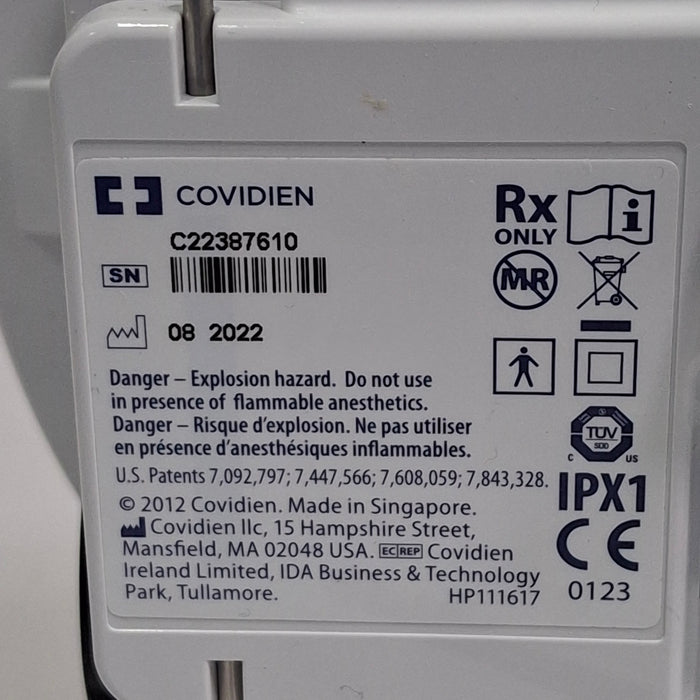 COVIDIEN
C22387610
SN
08 2022
Rx
ONLY
i
MR
Danger – Explosion hazard. Do not use
in presence of flammable anesthetics.
Danger – Risque d'explosion. Ne pas utiliser
en présence d'anesthésiques inflammables.
U.S. Patents 7,092,797; 7,447,566; 7,608,059; 7,843,328.
© 2012 Covidien. Made in Singapore.
Covidien llc, 15 Hampshire Street,
Mansfield, MA 02048 USA. EC REP Covidien
Ireland Limited, IDA Business & Technology
Park, Tullamore.
HP111617
TÜV
SÜD
C US
IPX1
CE
0123